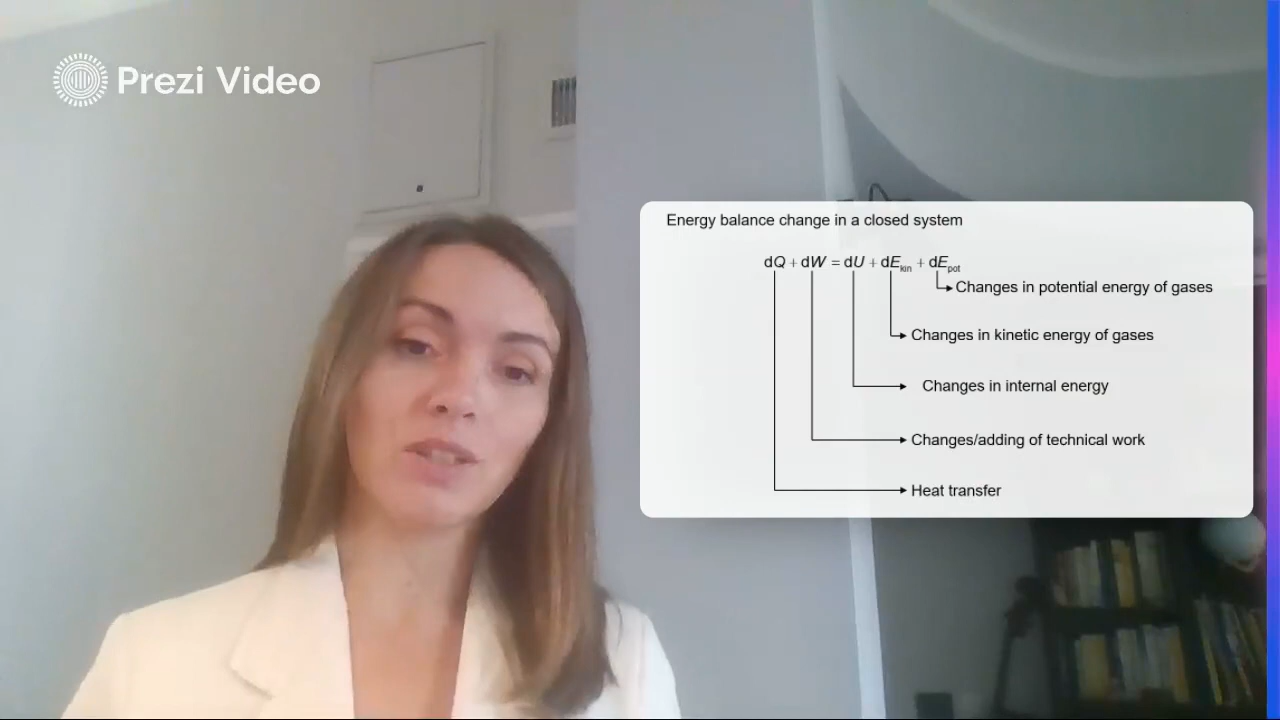 Prezi Video
Energy balance change in a closed system
dQ + dW = dU + dEkin + dEpot
Changes in potential energy of gases
Changes in kinetic energy of gases
Changes in internal energy
Changes/adding of technical work
Heat transfer